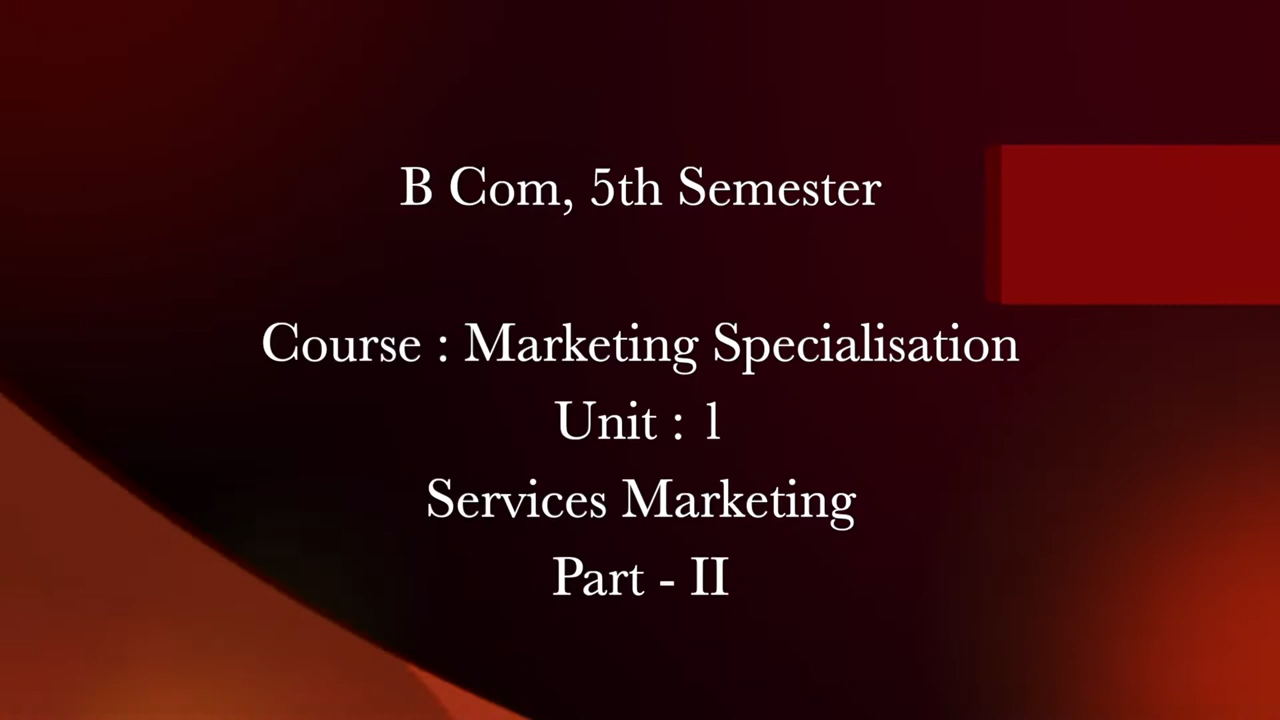 B Com, 5th Semester
Course : Marketing Specialisation
Unit : 1
Services Marketing
Part - II